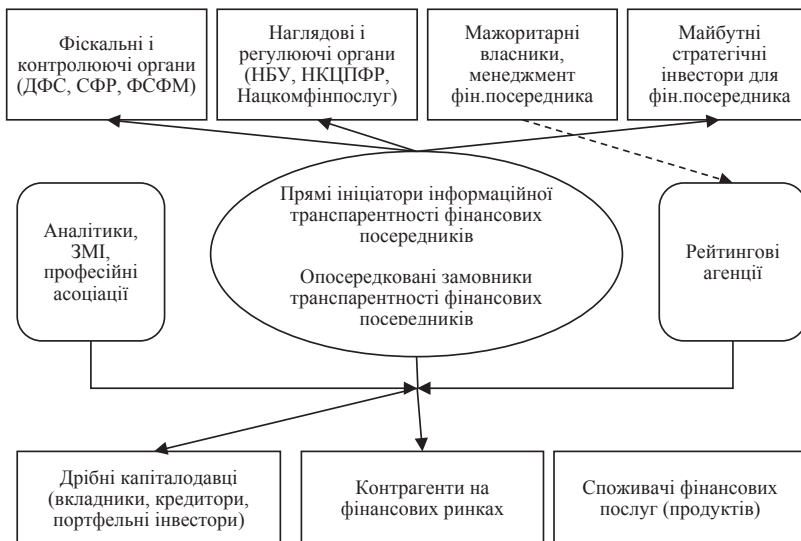 Фіскальні і
контролюючі органи
(ДФС, СФР, ФСФМ)
Наглядові і
регулюючі органи
(НБУ, НКЦПФР,
Нацкомфінпослуг)
Мажоритарні
власники,
менеджмент
фін.посередника
Майбутні
стратегічні
інвестори для
фін.посередника
Аналітики,
ЗМІ,
професійні
асоціації
Прямі ініціатори інформаційної
транспарентності фінансових
посередників
Опосередковані замовники
транспарентності фінансових
посередників
Рейтингові
агенції
Дрібні капіталодавці
(вкладники, кредитори,
портфельні інвестори)
Контрагенти на
фінансових ринках
Споживачі фінансових
послуг (продуктів)